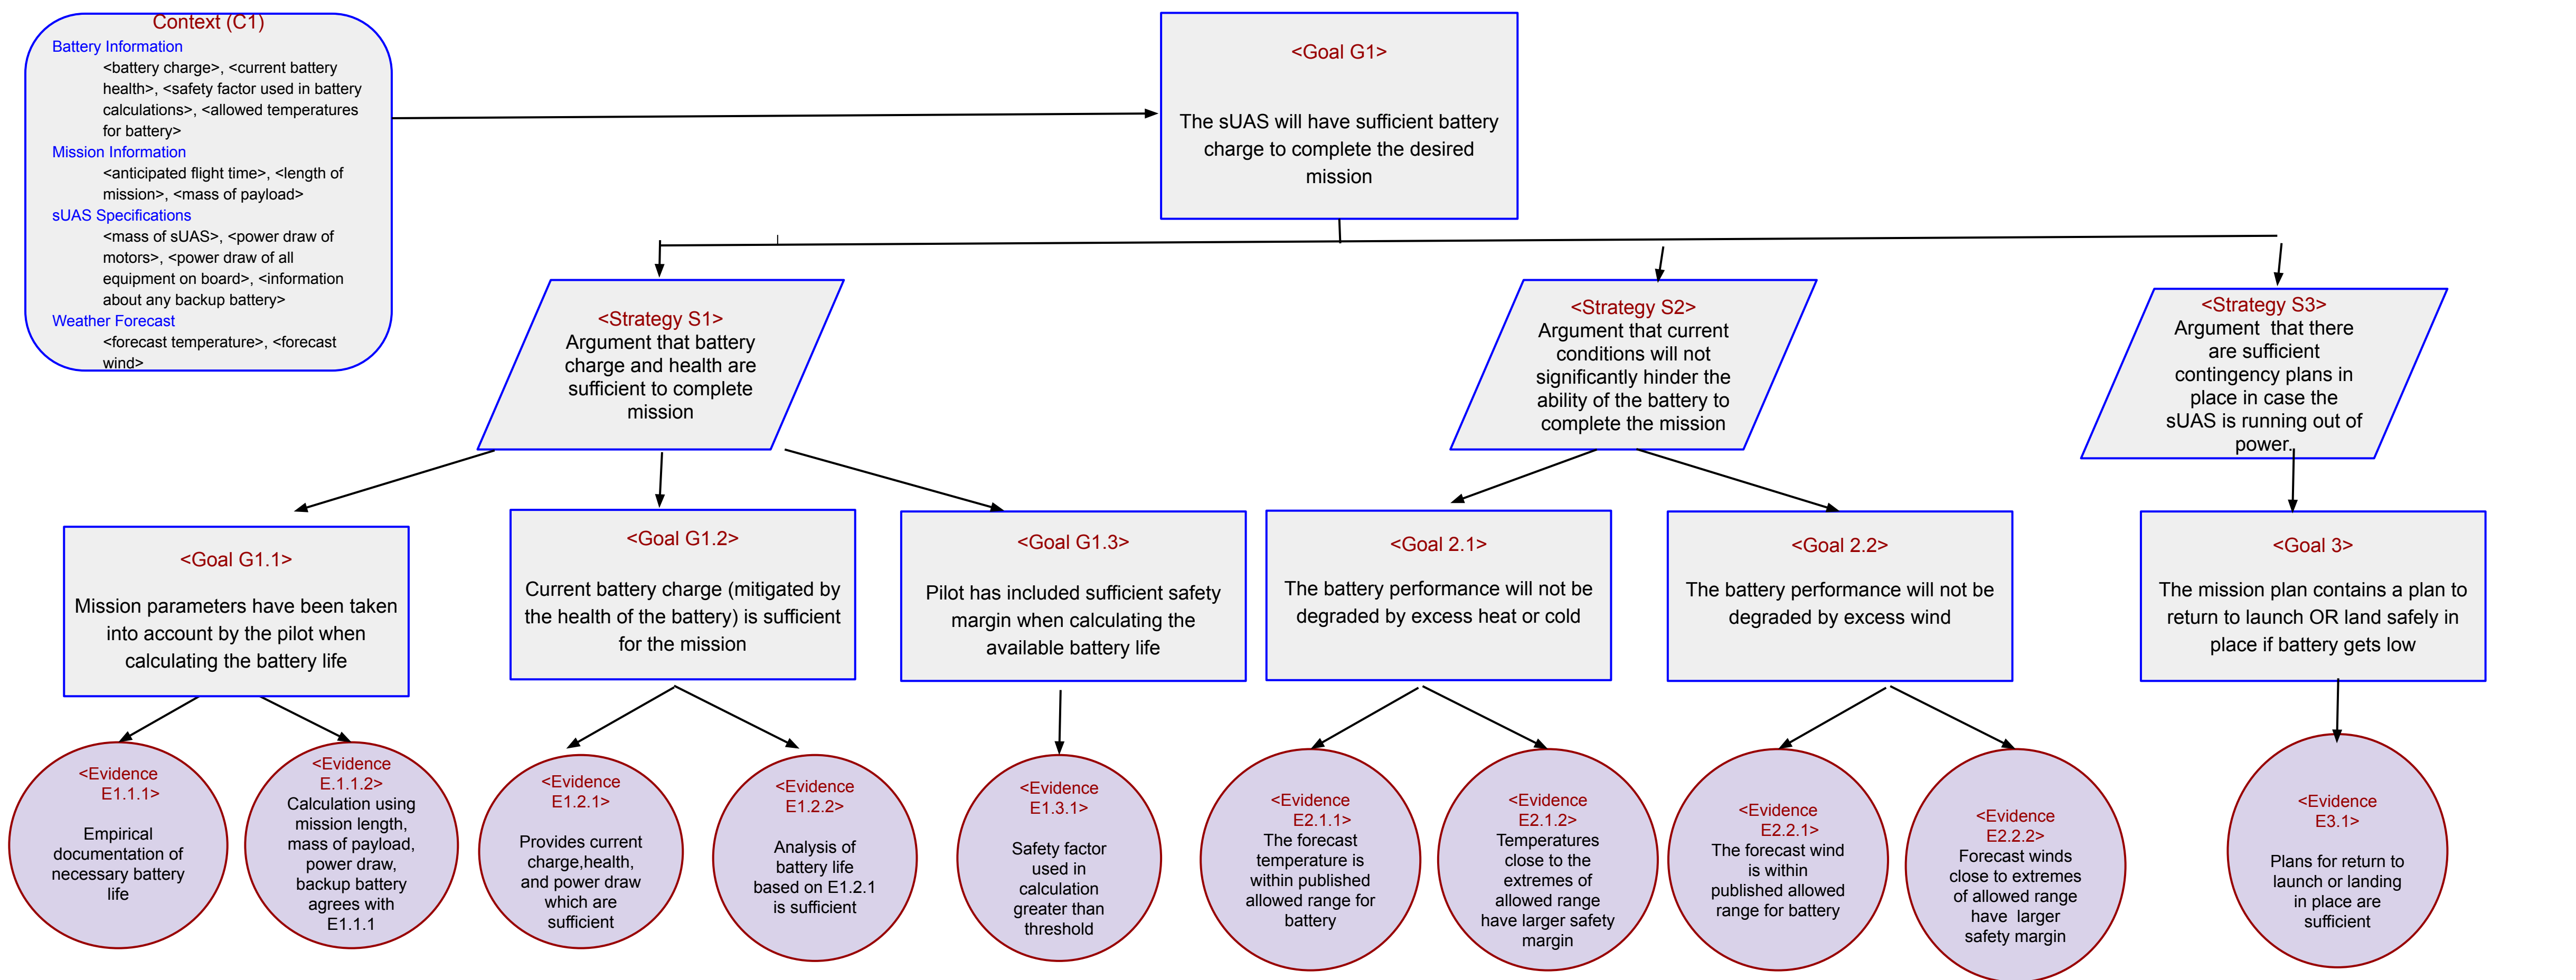 Context (C1)
Battery Information
<battery charge>, <current battery
health>, <safety factor used in battery
calculations>, <allowed temperatures
for battery>
Mission Information
<anticipated flight time>, <length of
mission>, <mass of payload>
sUAS Specifications
<mass of sUAS>, <power draw of
motors>, <power draw of all
equipment on board>, <information
about any backup battery>
Weather Forecast
<forecast temperature>, <forecast
wind>
<Goal G1>
The sUAS will have sufficient battery
charge to complete the desired
mission
<Strategy S1>
Argument that battery
charge and health are
sufficient to complete
mission
<Strategy S2>
Argument that current
conditions will not
significantly hinder the
ability of the battery to
complete the mission
<Strategy S3>
Argument  that there
are sufficient
contingency plans in
place in case the
sUAS is running out of
power.
<Goal G1.1>
Mission parameters have been taken
into account by the pilot when
calculating the battery life
<Goal G1.2>
Current battery charge (mitigated by
the health of the battery) is sufficient
for the mission
<Goal G1.3>
Pilot has included sufficient safety
margin when calculating the
available battery life
<Goal 2.1>
The battery performance will not be
degraded by excess heat or cold
<Goal 2.2>
The battery performance will not be
degraded by excess wind
<Goal 3>
The mission plan contains a plan to
return to launch OR land safely in
place if battery gets low
<Evidence
E1.1.1>
Empirical
documentation of
necessary battery
life
<Evidence
E.1.1.2>
Calculation using
mission length,
mass of payload,
power draw,
backup battery
agrees with
E1.1.1
<Evidence
E1.2.1>
Provides current
charge,health,
and power draw
which are
sufficient
<Evidence
E1.2.2>
Analysis of
battery life
based on E1.2.1
is sufficient
<Evidence
E1.3.1>
Safety factor
used in
calculation
greater than
threshold
<Evidence
E2.1.1>
The forecast
temperature is
within published
allowed range for
battery
<Evidence
E2.1.2>
Temperatures
close to the
extremes of
allowed range
have larger safety
margin
<Evidence
E2.2.1>
The forecast wind
is within
published allowed
range for battery
<Evidence
E2.2.2>
Forecast winds
close to extremes
of allowed range
have  larger
safety margin
<Evidence
E3.1>
Plans for return to
launch or landing
in place are
sufficient